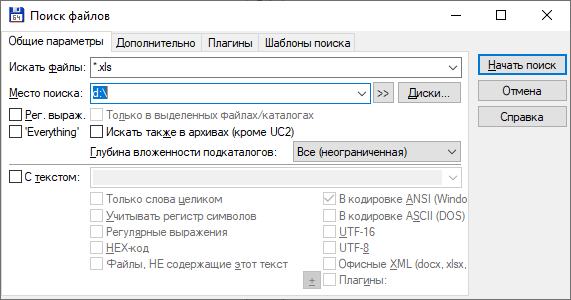 Поиск файлов
Общие параметры Дополнительно Плагины Шаблоны поиска
Искать файлы: *.xls Начать поиск
Место поиска: d:\ >> Диски... Отмена
Рег. выраж. Только в выделенных файлах/каталогах Справка
'Everything' Искать также в архивах (кроме UC2)
Глубина вложенности подкаталогов: Все (неограниченная)
С текстом:
Только слова целиком В кодировке ANSI (Windo
Учитывать регистр символов В кодировке ASCII (DOS)
Регулярные выражения UTF-16
HEX-код UTF-8
Файлы, НЕ содержащие этот текст Офисные XML (docx, xlsx,
± Плагины: